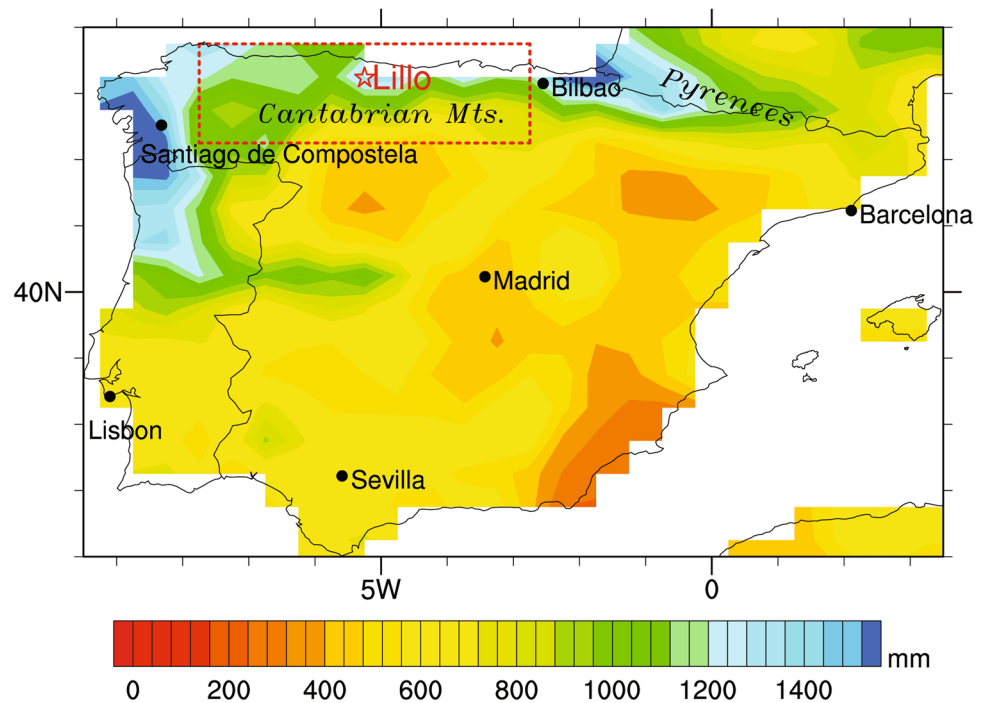 Pyrenees
Lillo
Bilbao
Cantabrian Mts.
Santiago de Compostela
Barcelona
Madrid
40N
Lisbon
Sevilla
5W
0
mm
0 200 400 600 800 1000 1200 1400